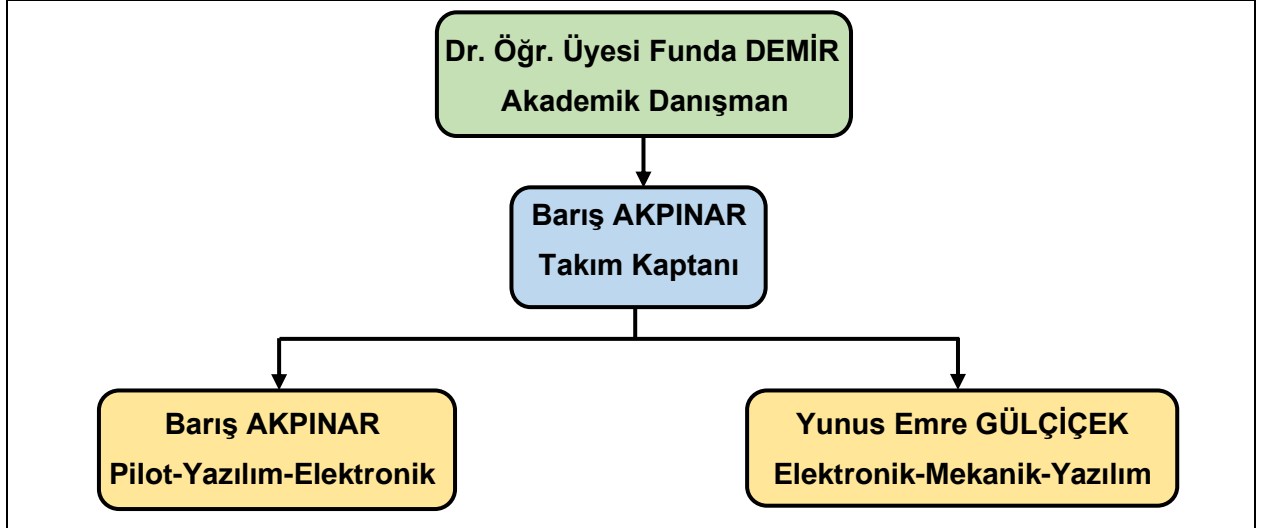 Dr. Öğr. Üyesi Funda DEMİR
Akademik Danışman
Barış AKPINAR
Takım Kaptanı
Barış AKPINAR
Pilot-Yazılım-Elektronik
Yunus Emre GÜLÇİÇEK
Elektronik-Mekanik-Yazılım